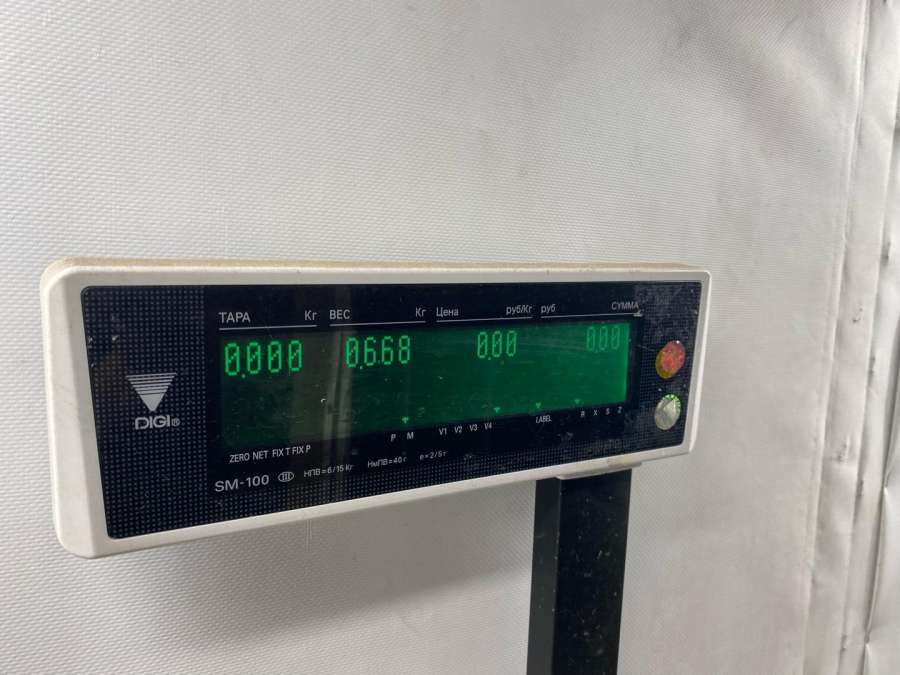 ТАРА Кг ВЕС Кг Цена руб/Кг руб СУММА
0.000 0.668 0.00 0.00
DIGI®
P M V1 V2 V3 V4 LABEL R X S Z
ZERO NET FIX T FIX P
SM-100 III НПВ=6/15 Кг НмПВ=40 г e=2/5 г